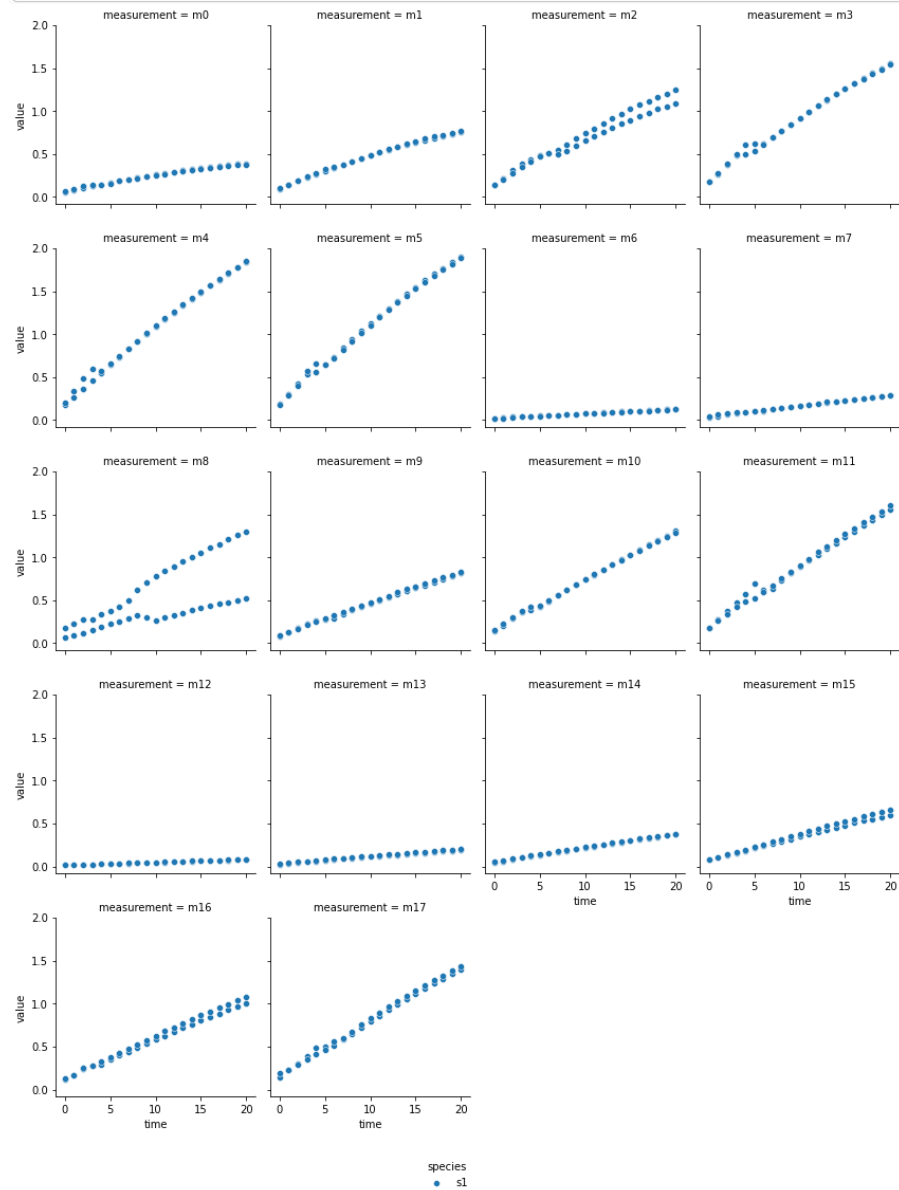 measurement = m0 measurement = m1 measurement = m2 measurement = m3
2.0
1.5
1.0
0.5
0.0
value
measurement = m4 measurement = m5 measurement = m6 measurement = m7
2.0
1.5
1.0
0.5
0.0
value
measurement = m8 measurement = m9 measurement = m10 measurement = m11
2.0
1.5
1.0
0.5
0.0
value
measurement = m12 measurement = m13 measurement = m14 measurement = m15
2.0
1.5
1.0
0.5
0.0
value
0 5 10 15 20 0 5 10 15 20
time time
measurement = m16 measurement = m17
2.0
1.5
1.0
0.5
0.0
value
0 5 10 15 20 0 5 10 15 20
time time
species
s1